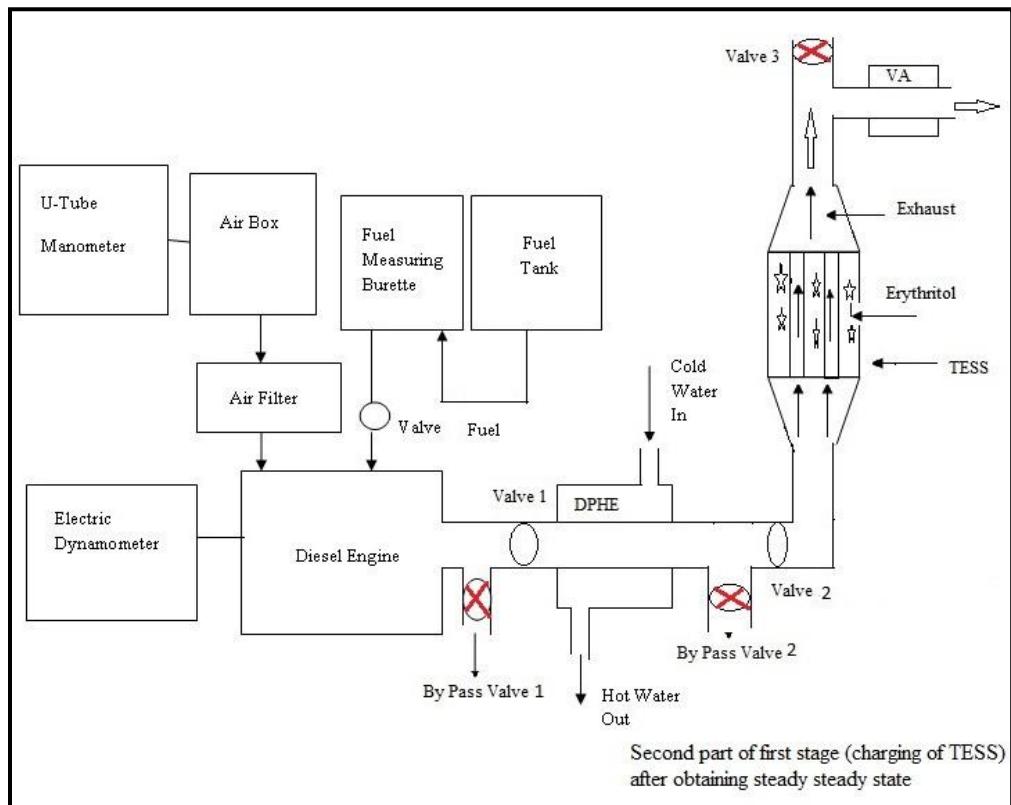 Valve 3
VA
U-Tube
Manometer
Air Box
Fuel
Measuring
Burette
Fuel
Tank
Exhaust
Erythritol
TESS
Air Filter
Valve
Fuel
Cold
Water
In
Electric
Dynamometer
Diesel Engine
Valve 1
DPHE
Valve 2
By Pass Valve 1
By Pass Valve 2
Hot Water
Out
Second part of first stage (charging of TESS)
after obtaining steady steady state